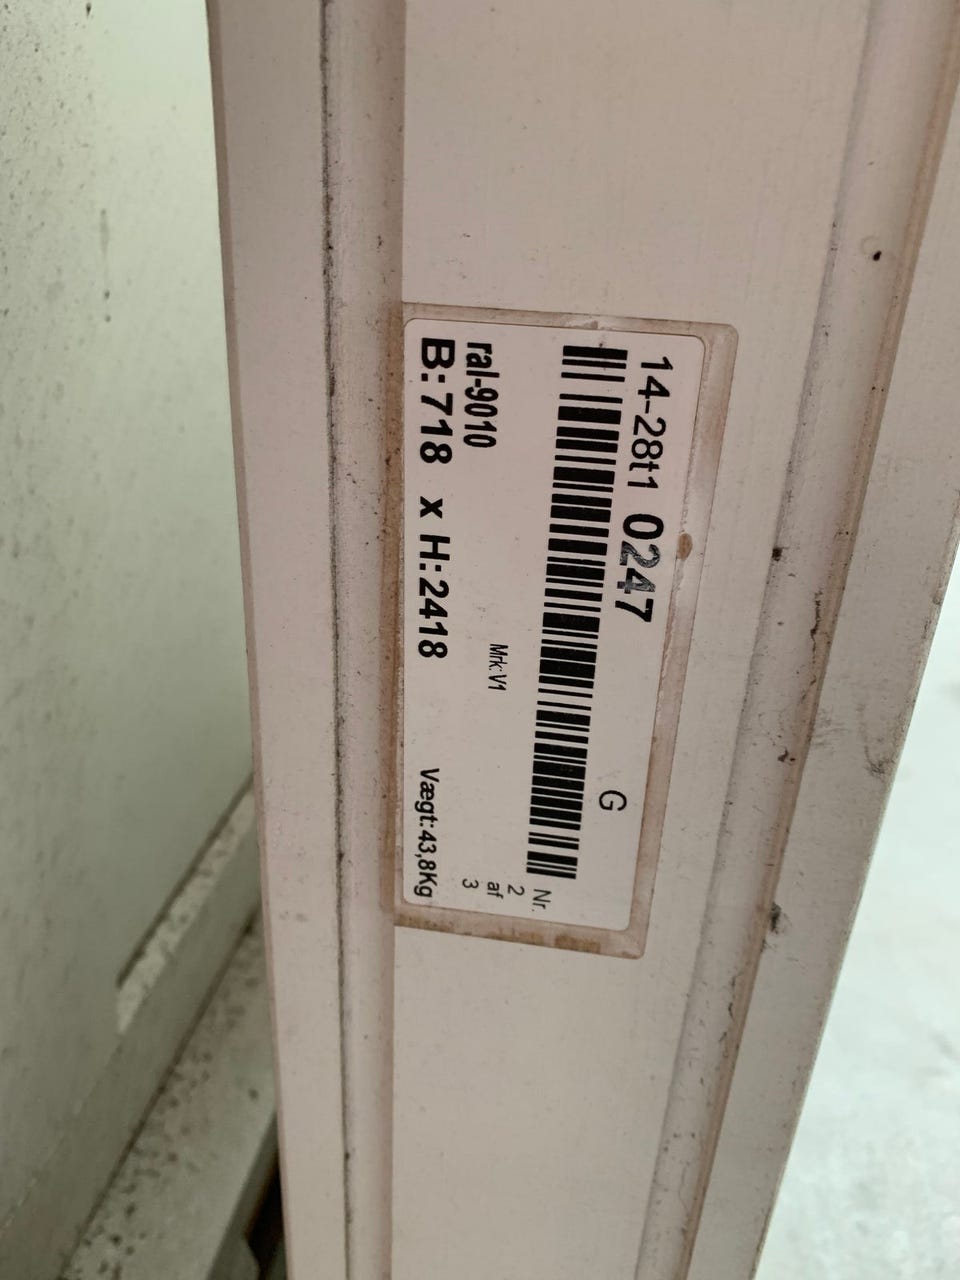 14-28t1 0247
G
Nr.
2
af
3
ral-9010
Mrk:V1
B:718 x H:2418
Vægt:43,8Kg